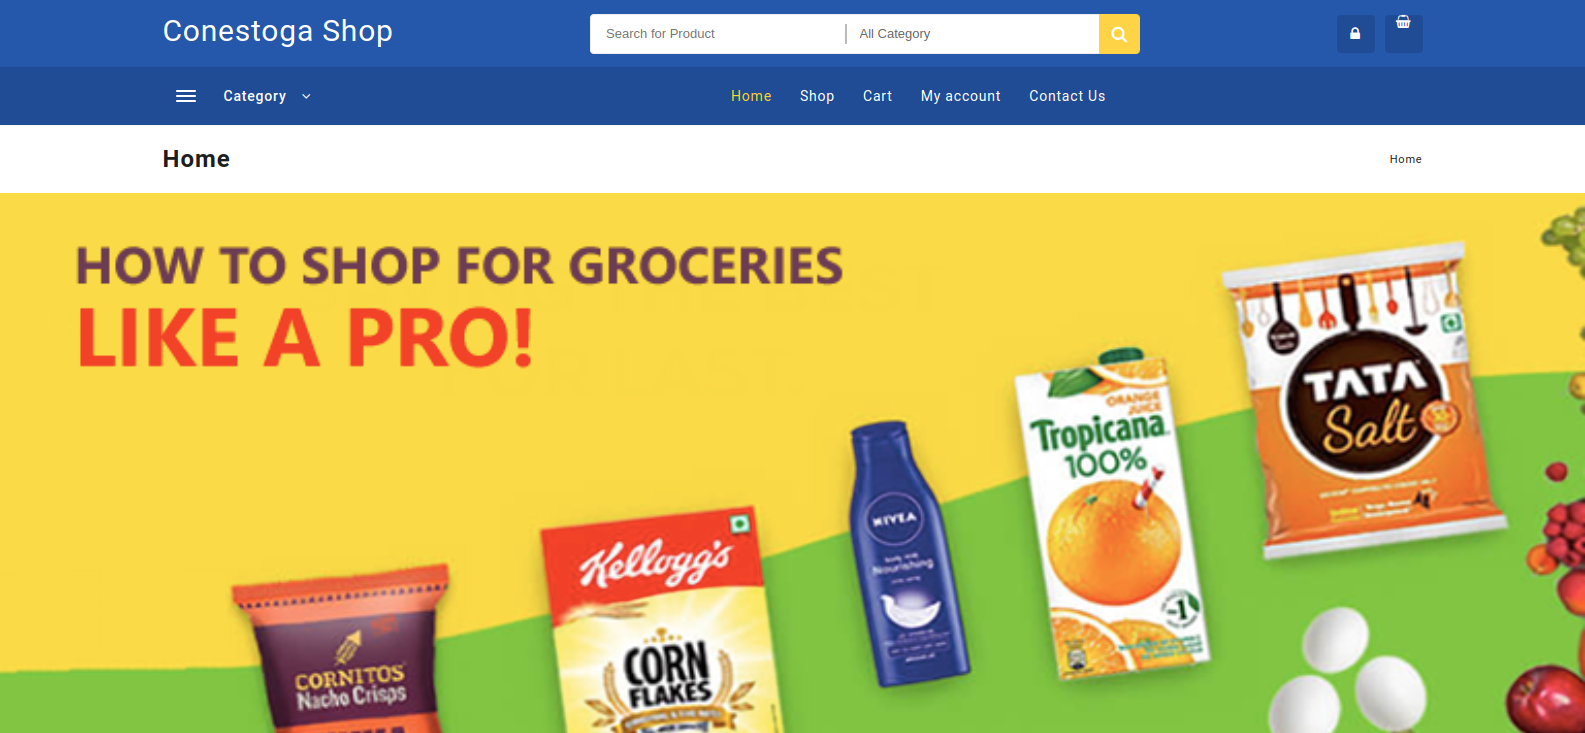 Conestoga Shop
Search for Product
All Category
Category
Home
Shop
Cart
My account
Contact Us
Home
Home
HOW TO SHOP FOR GROCERIES
LIKE A PRO!
TATA
Salt
ORANGE
JUICE
Tropicana
100%
NIVEA
body milk
Nourishing
Kellogg's
CORN
FLAKES
CORNITOS
Nacho Crisps